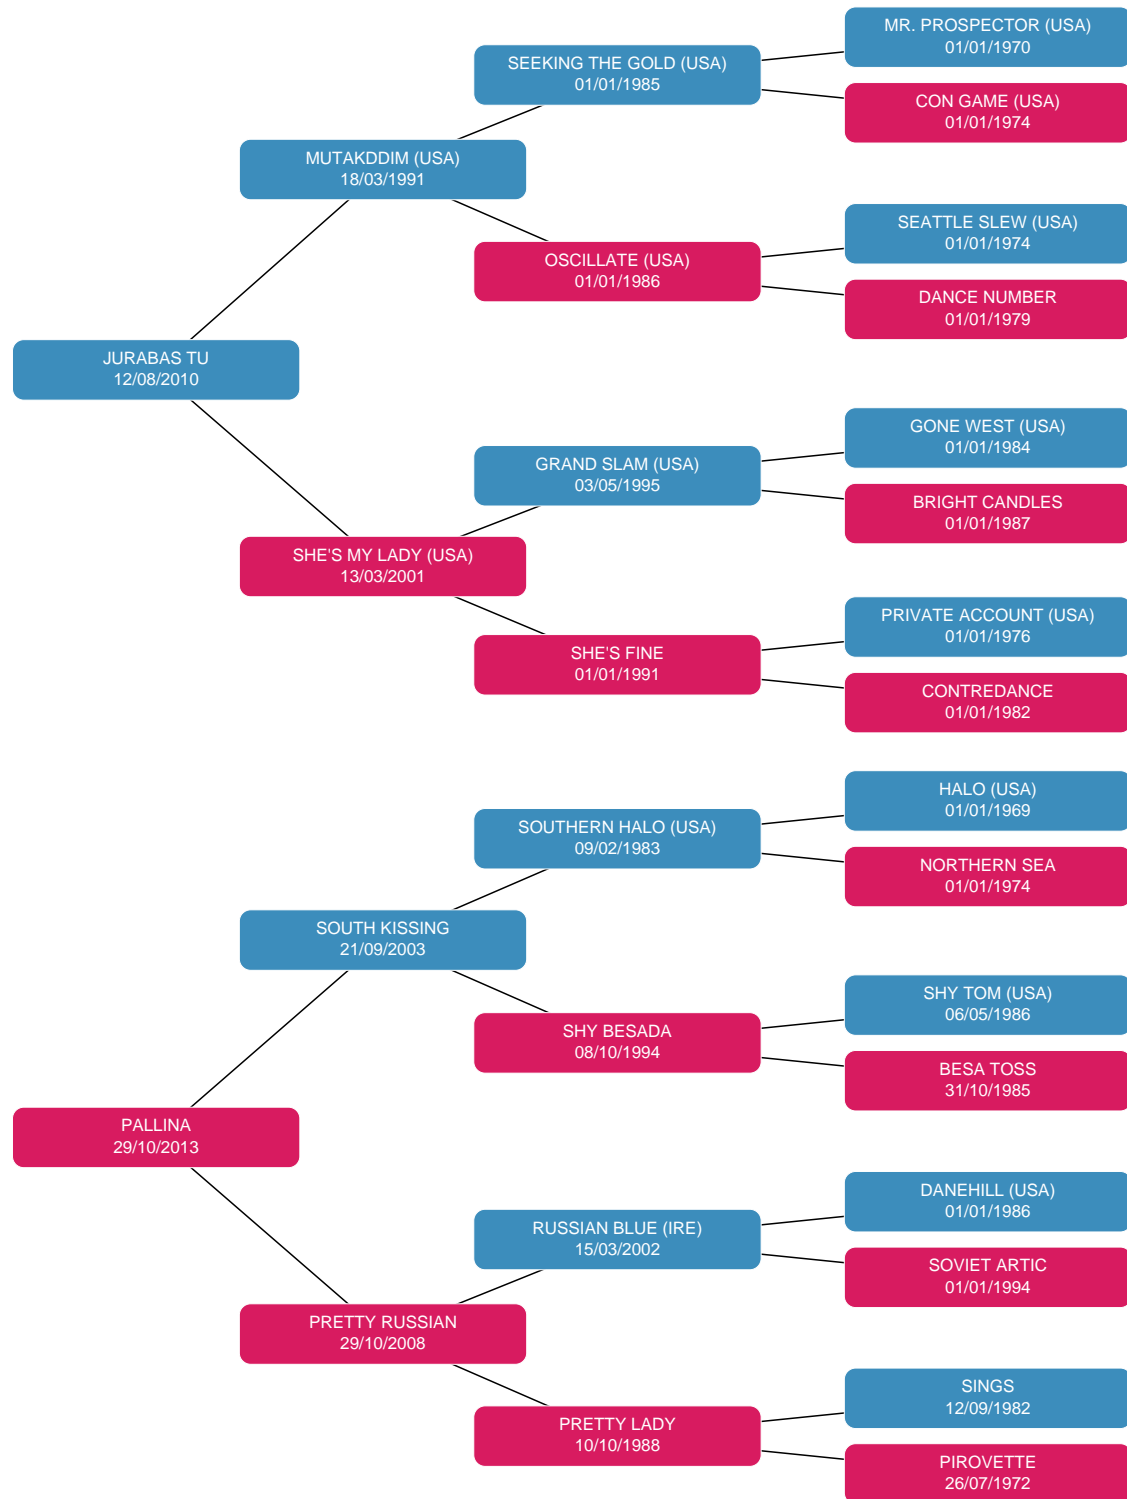 MR. PROSPECTOR (USA)
01/01/1970
SEEKING THE GOLD (USA)
01/01/1985
CON GAME (USA)
01/01/1974
MUTAKDDIM (USA)
18/03/1991
SEATTLE SLEW (USA)
01/01/1974
OSCILLATE (USA)
01/01/1986
DANCE NUMBER
01/01/1979
JURABAS TU
12/08/2010
GONE WEST (USA)
01/01/1984
GRAND SLAM (USA)
03/05/1995
BRIGHT CANDLES
01/01/1987
SHE'S MY LADY (USA)
13/03/2001
PRIVATE ACCOUNT (USA)
01/01/1976
SHE'S FINE
01/01/1991
CONTREDANCE
01/01/1982
HALO (USA)
01/01/1969
SOUTHERN HALO (USA)
09/02/1983
NORTHERN SEA
01/01/1974
SOUTH KISSING
21/09/2003
SHY TOM (USA)
06/05/1986
SHY BESADA
08/10/1994
BESA TOSS
31/10/1985
PALLINA
29/10/2013
DANEHILL (USA)
01/01/1986
RUSSIAN BLUE (IRE)
15/03/2002
SOVIET ARTIC
01/01/1994
PRETTY RUSSIAN
29/10/2008
SINGS
12/09/1982
PRETTY LADY
10/10/1988
PIROVETTE
26/07/1972